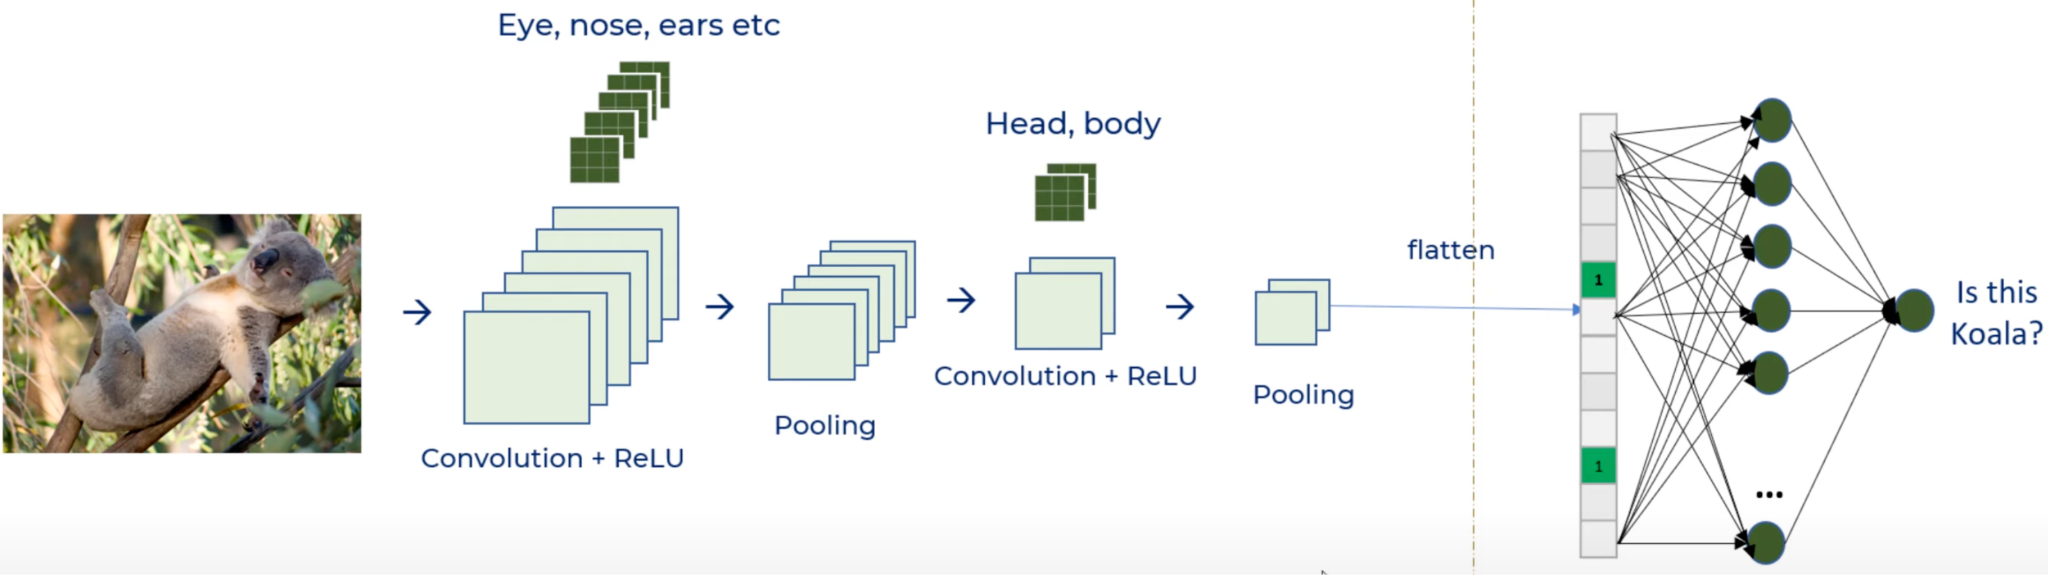 Eye, nose, ears etc
Head, body
flatten
1
1
Is this
Koala?
Convolution + ReLU
Pooling
Convolution + ReLU
Pooling
...